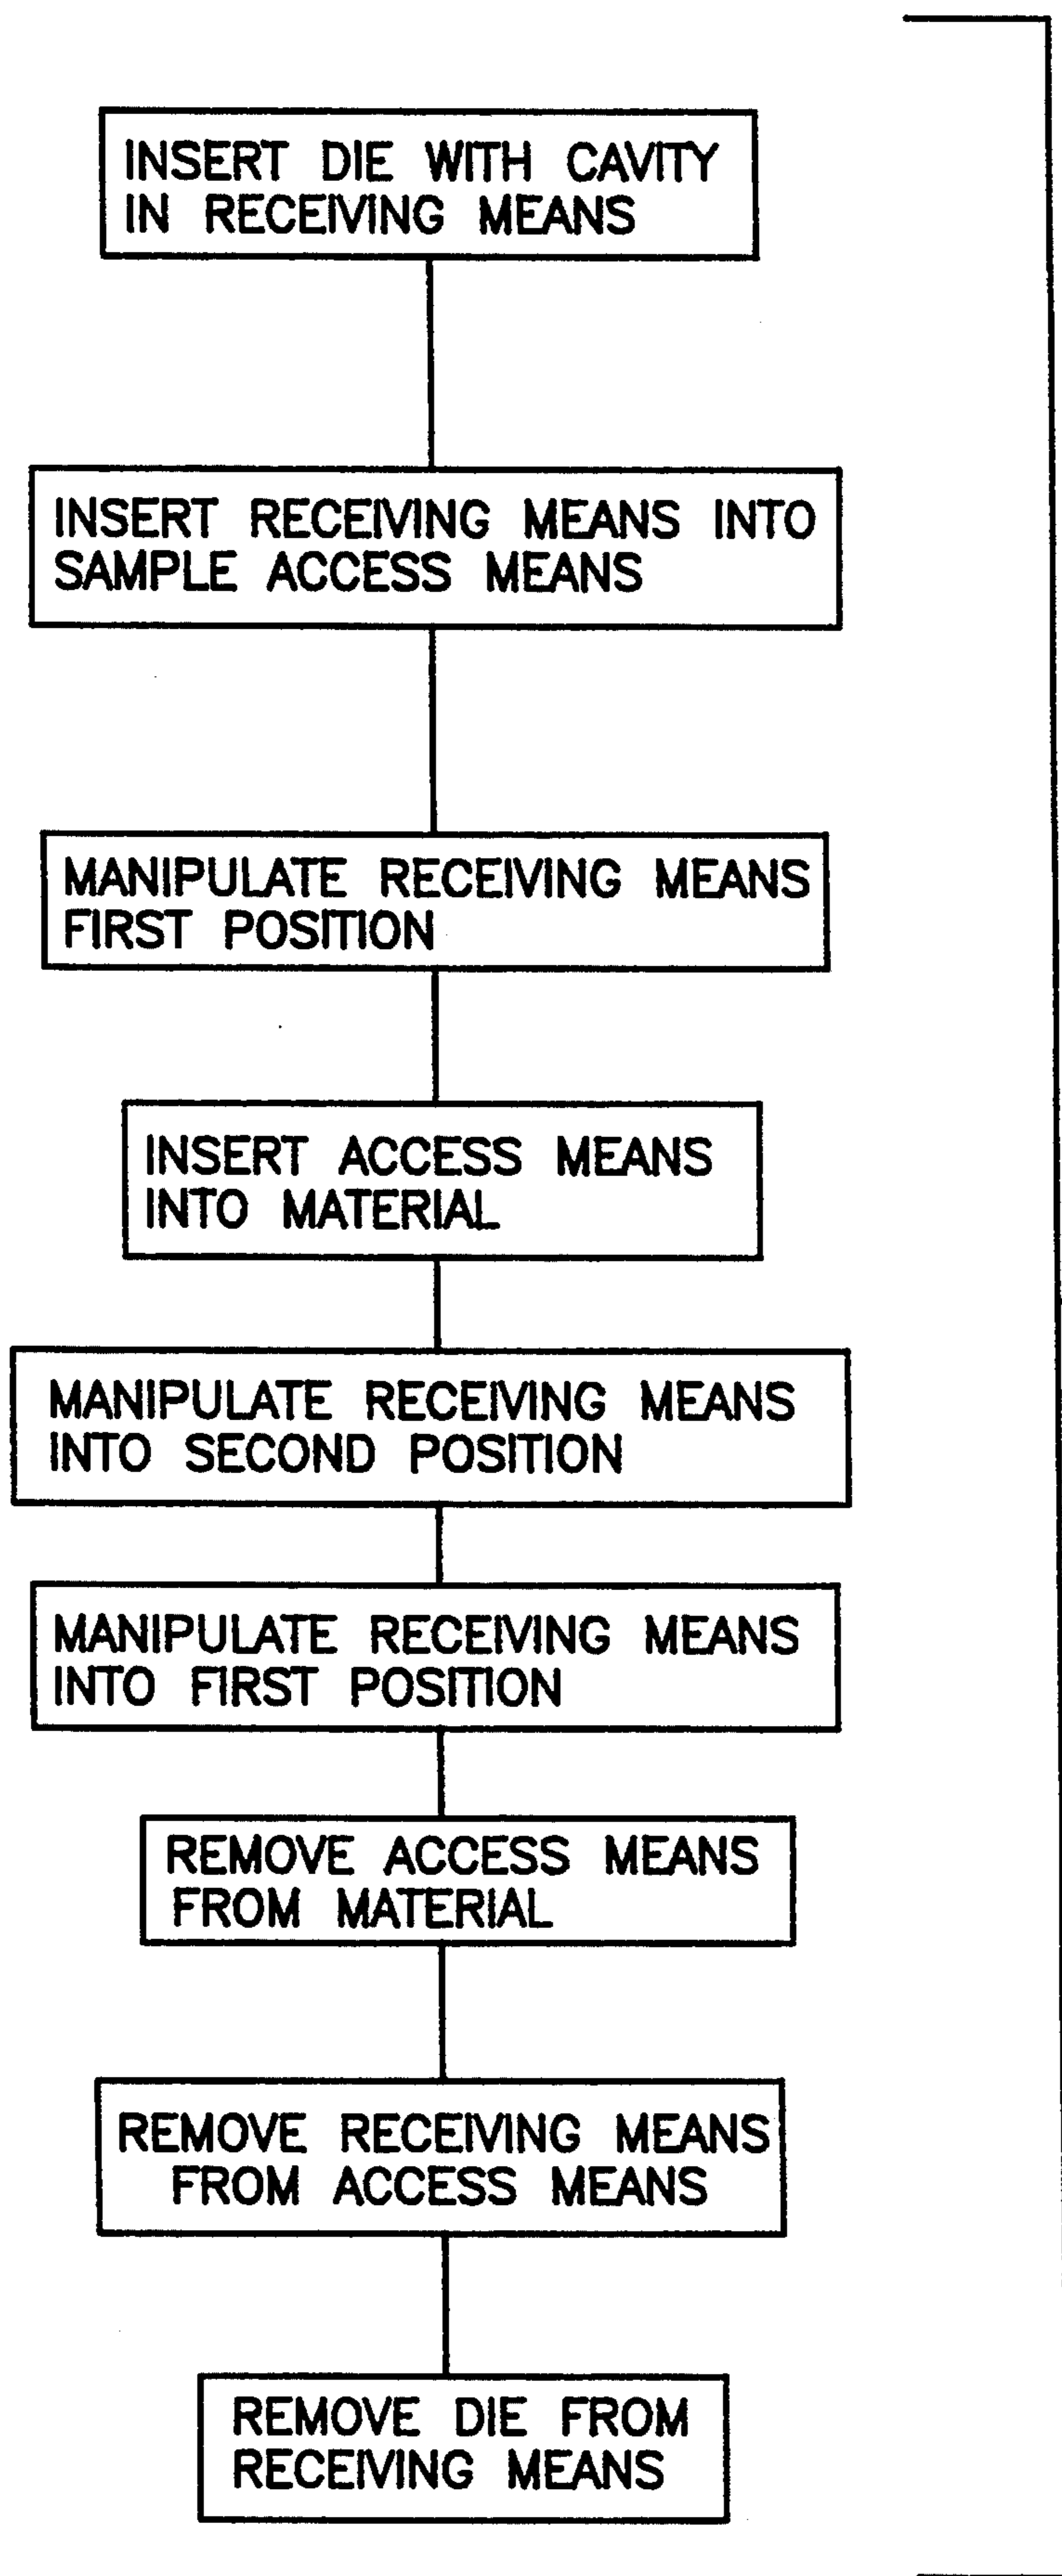 INSERT DIE WITH CAVITY
IN RECEIVING MEANS
INSERT RECEIVING MEANS INTO
SAMPLE ACCESS MEANS
MANIPULATE RECEIVING MEANS
FIRST POSITION
INSERT ACCESS MEANS
INTO MATERIAL
MANIPULATE RECEIVING MEANS
INTO SECOND POSITION
MANIPULATE RECEIVING MEANS
INTO FIRST POSITION
REMOVE ACCESS MEANS
FROM MATERIAL
REMOVE RECEIVING MEANS
FROM ACCESS MEANS
REMOVE DIE FROM
RECEIVING MEANS